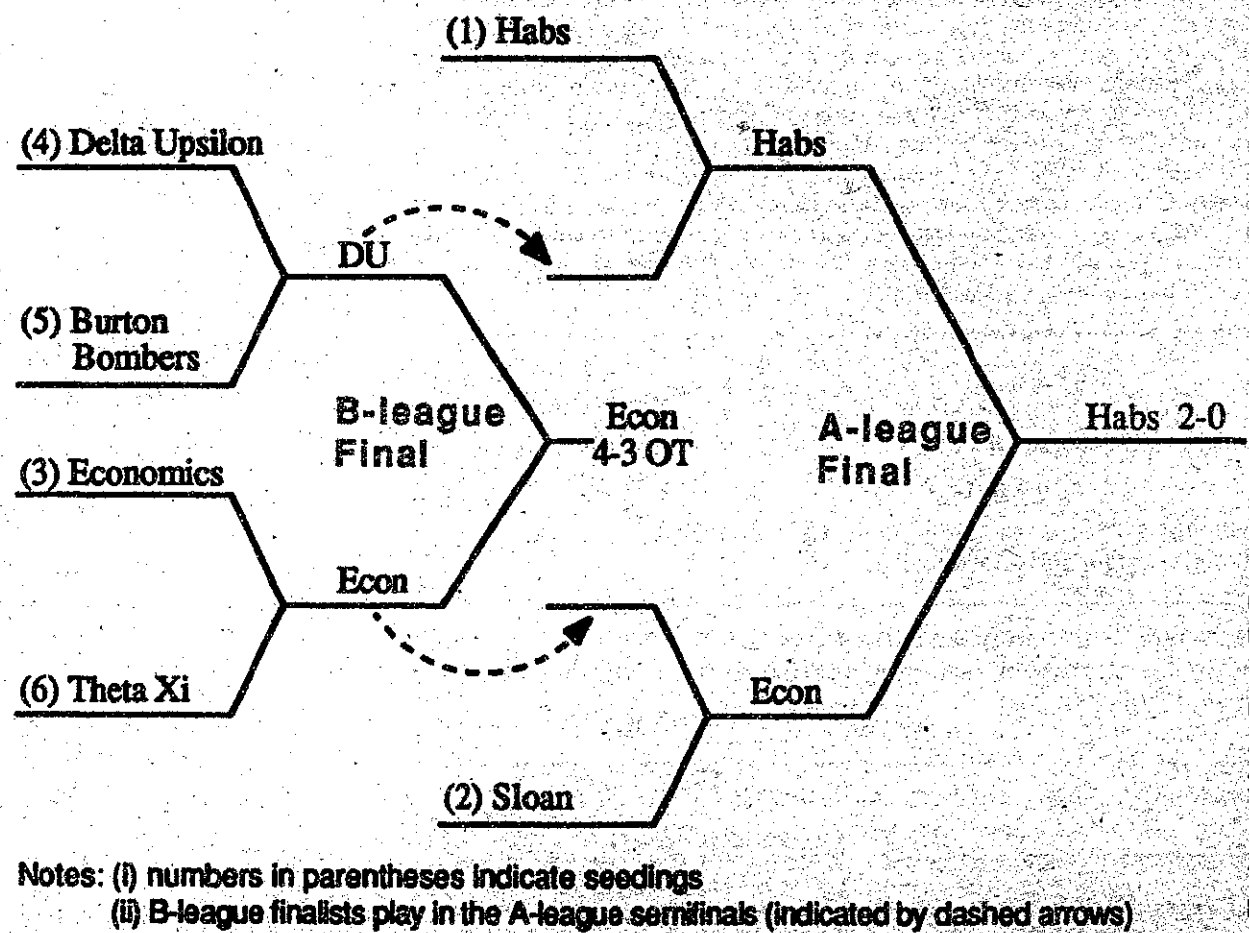 (1) Habs
(4) Delta Upsilon
Habs
DU
(5) Burton
Bombers
B-league
Final
Econ
4-3 OT
A-league
Final
Habs 2-0
(3) Economics
Econ
(6) Theta Xi
Econ
(2) Sloan
Notes: (i) numbers in parentheses indicate seedings
(ii) B-league finalists play in the A-league semifinals (indicated by dashed arrows)